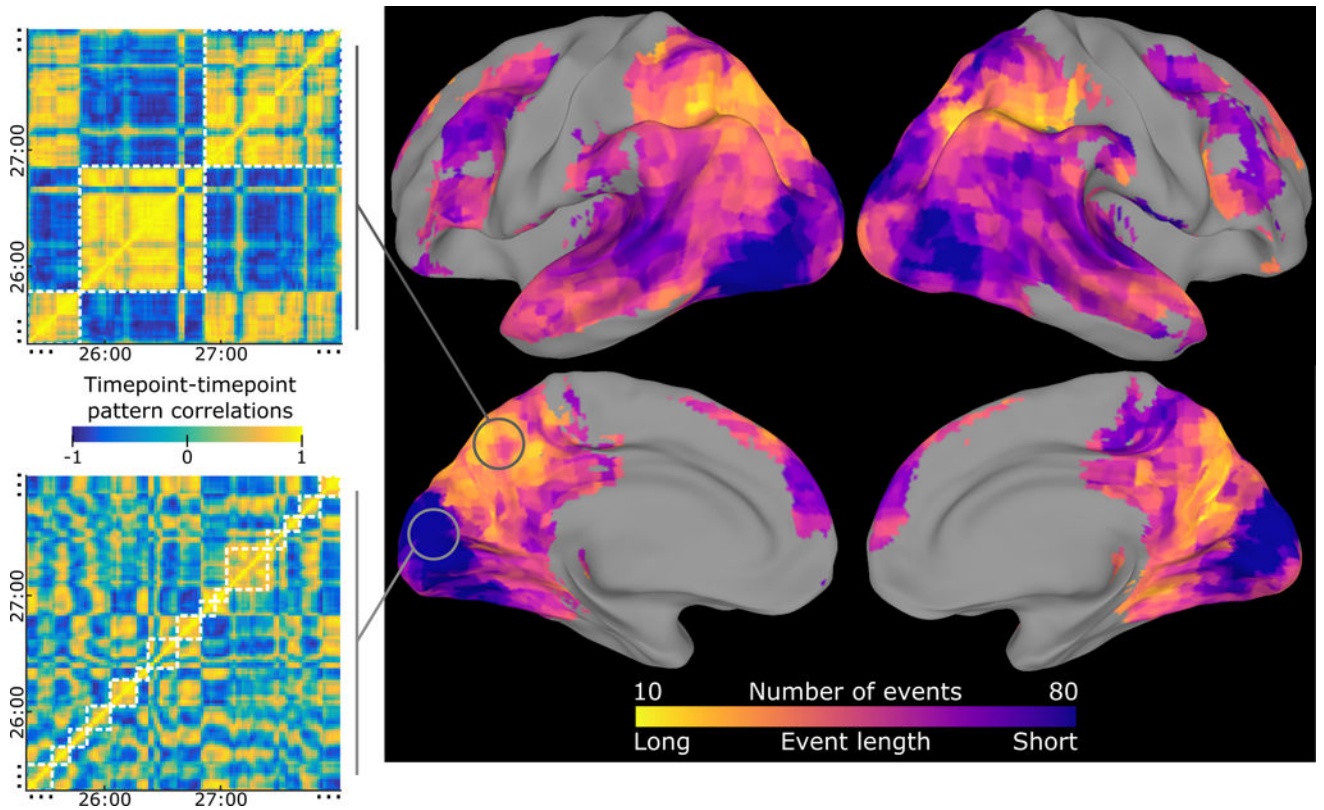 27:00
26:00
26:00 27:00
Timepoint-timepoint
pattern correlations
-1 0 1
27:00
26:00
26:00 27:00
10 Number of events 80
Long Event length Short